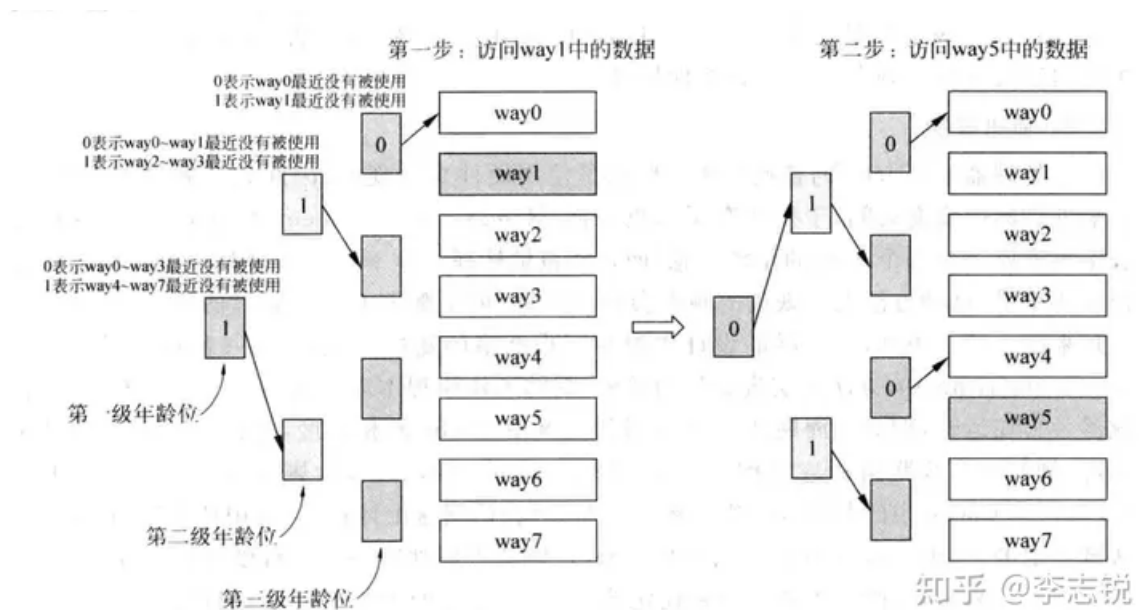 第一步：访问way1中的数据
0表示way0最近没有被使用
1表示way1最近没有被使用
0表示way0~way1最近没有被使用
1表示way2~way3最近没有被使用
0表示way0~way3最近没有被使用
1表示way4~way7最近没有被使用
0
1
1
第一级年龄位
第二级年龄位
第三级年龄位
way0
way1
way2
way3
way4
way5
way6
way7
第二步：访问way5中的数据
0
1
0
0
1
way0
way1
way2
way3
way4
way5
way6
way7
知乎 @李志锐